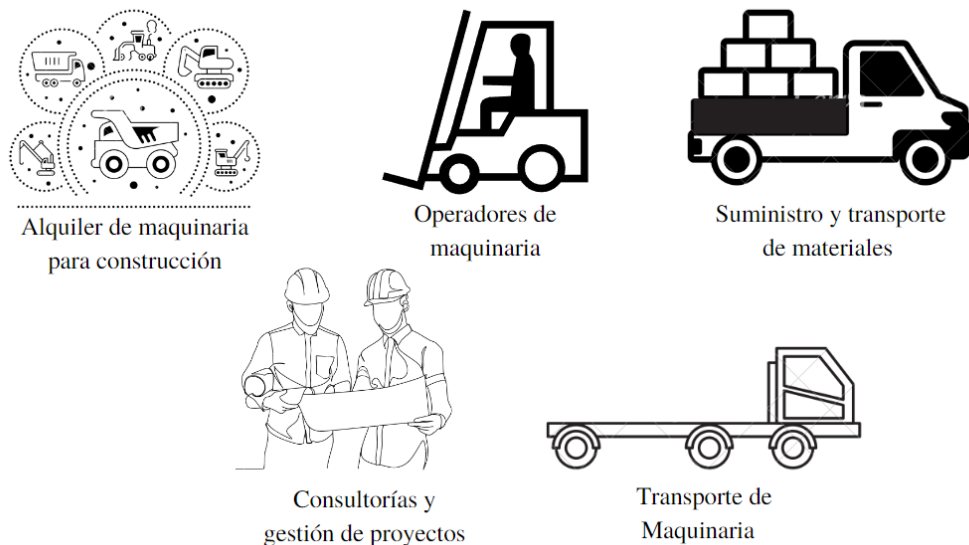 Alquiler de maquinaria
para construcción
Operadores de
maquinaria
Suministro y transporte
de materiales
Consultorías y
gestión de proyectos
Transporte de
Maquinaria